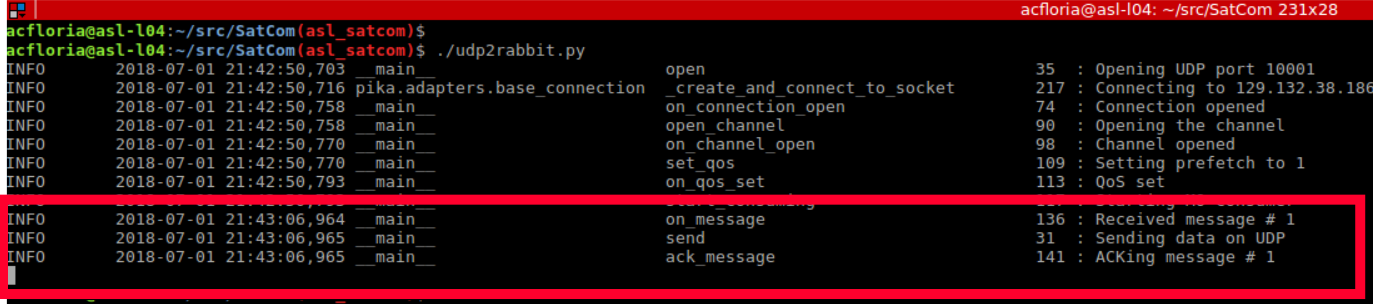 acfloria@asl-l04: ~/src/SatCom 231x28
acfloria@asl-l04:~/src/SatCom(asl_satcom)$
acfloria@asl-l04:~/src/SatCom(asl_satcom)$ ./udp2rabbit.py
INFO 2018-07-01 21:42:50,703 __main__ open 35 : Opening UDP port 10001
INFO 2018-07-01 21:42:50,716 pika.adapters.base_connection _create_and_connect_to_socket 217 : Connecting to 129.132.38.186
INFO 2018-07-01 21:42:50,758 __main__ on_connection_open 74 : Connection opened
INFO 2018-07-01 21:42:50,758 __main__ open_channel 90 : Opening the channel
INFO 2018-07-01 21:42:50,770 __main__ on_channel_open 98 : Channel opened
INFO 2018-07-01 21:42:50,770 __main__ set_qos 109 : Setting prefetch to 1
INFO 2018-07-01 21:42:50,793 __main__ on_qos_set 113 : QoS set
INFO 2018-07-01 21:43:06,964 __main__ on_message 136 : Received message # 1
INFO 2018-07-01 21:43:06,965 __main__ send 31 : Sending data on UDP
INFO 2018-07-01 21:43:06,965 __main__ ack_message 141 : ACKing message # 1